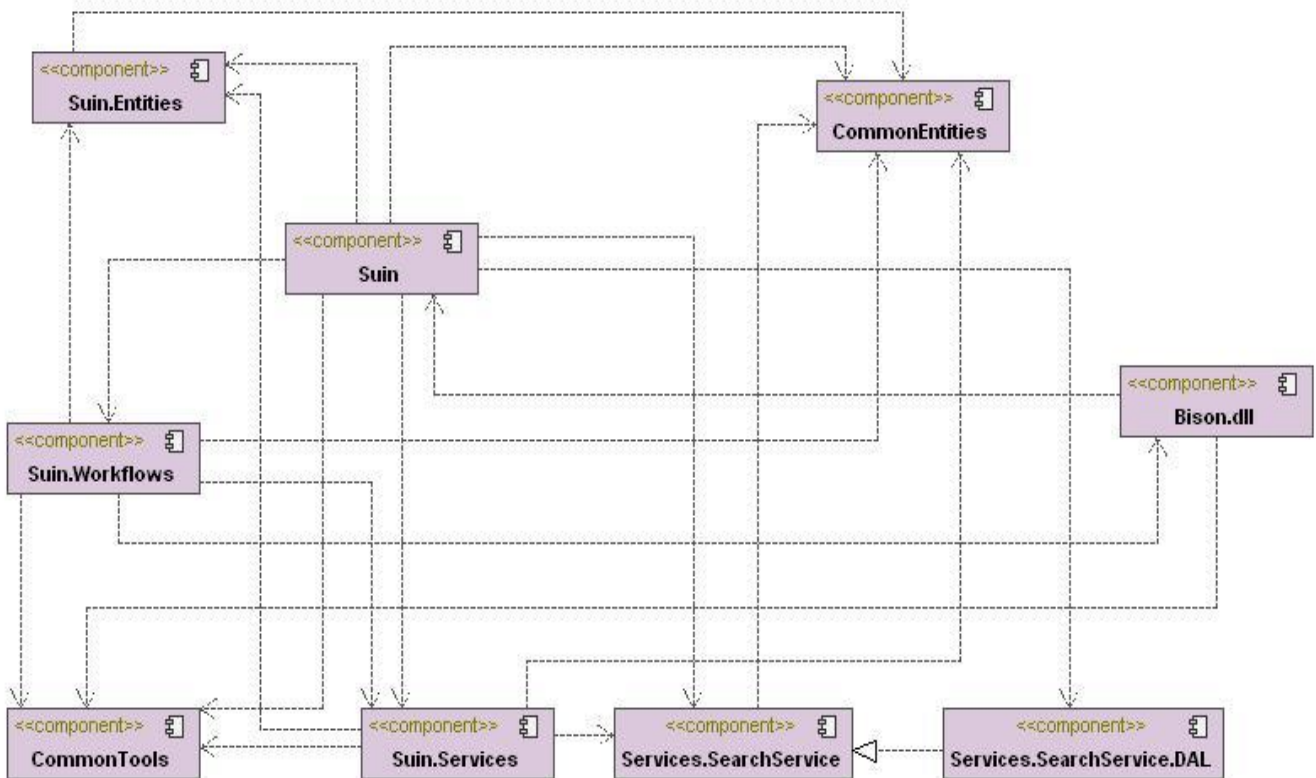 <<component>>
Suin.Entities
<<component>>
CommonEntities
<<component>>
Suin
<<component>>
Bison.dll
<<component>>
Suin.Workflows
<<component>>
CommonTools
<<component>>
Suin.Services
<<component>>
Services.SearchService
<<component>>
Services.SearchService.DAL